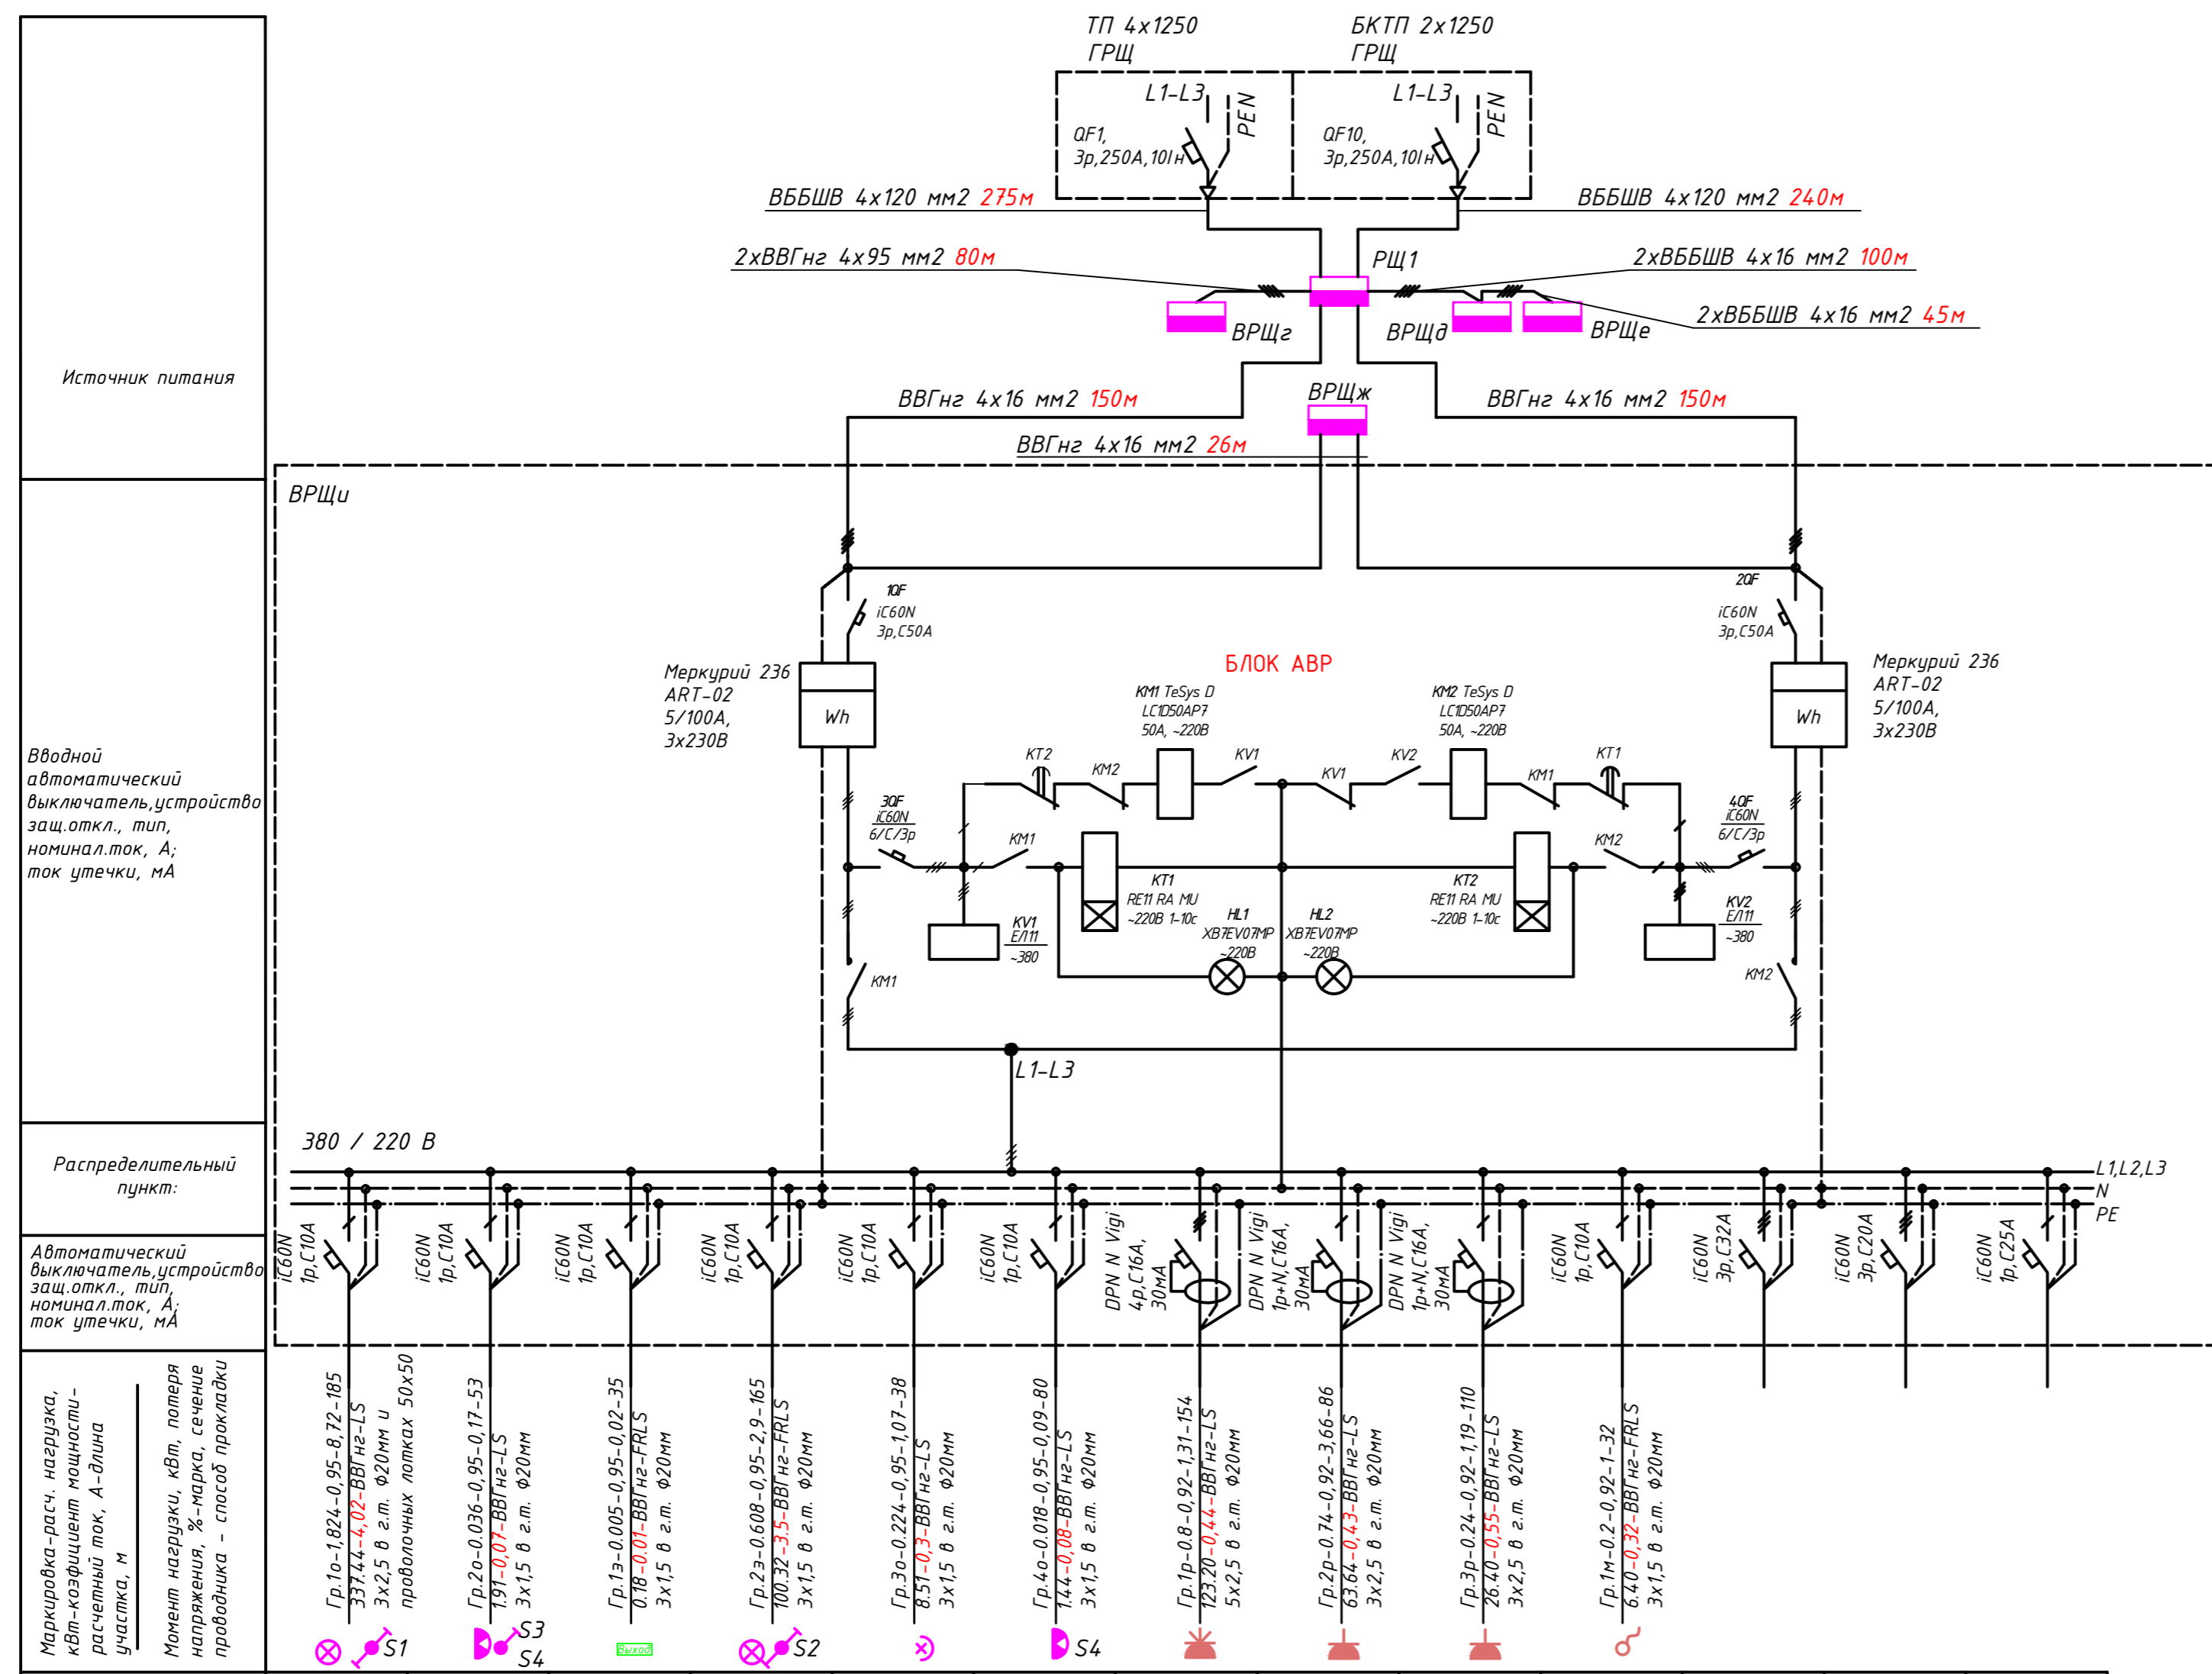 ТП 4х1250
ГРЩ
БКТП 2х1250
ГРЩ
L1-L3
PEN
L1-L3
PEN
QF1,
3р,250А,10Iн
QF10,
3р,250А,10Iн
ВББШВ 4х120 мм2 275м
ВББШВ 4х120 мм2 240м
2хВВГнг 4х95 мм2 80м
РЩ1
2хВББШВ 4х16 мм2 100м
ВРЩг
ВРЩд
ВРЩе
2хВББШВ 4х16 мм2 45м
Источник питания
ВВГнг 4х16 мм2 150м
ВРЩж
ВВГнг 4х16 мм2 150м
ВВГнг 4х16 мм2 26м
ВРЩи
1QF
iC60N
3р,С50А
2QF
iC60N
3р,С50А
БЛОК АВР
Меркурий 236
ART-02
5/100А,
3х230В
Wh
Меркурий 236
ART-02
5/100А,
3х230В
Wh
KM1 TeSys D
LC1D50AP7
50А, ~220В
KM2 TeSys D
LC1D50AP7
50А, ~220В
KT2
KM2
KV1
KV1
KV2
KM1
KT1
Вводной
автоматический
выключатель,устройство
защ.откл., тип,
номинал.ток, А;
ток утечки, мА
3QF
iC60N
6/С/3р
KM1
KM2
4QF
iC60N
6/С/3р
KT1
RE11 RA MU
~220В 1-10с
KT2
RE11 RA MU
~220В 1-10с
KV1
ЕЛ11
~380
HL1
XB7EV07MP
~220В
HL2
XB7EV07MP
~220В
KV2
ЕЛ11
~380
KM1
KM2
L1-L3
380 / 220 В
Распределительный
пункт:
L1,L2,L3
N
PE
Автоматический
выключатель,устройство
защ.откл., тип,
номинал.ток, А;
ток утечки, мА
iC60N
1р,С10А
iC60N
1р,С10А
iC60N
1р,С10А
iC60N
1р,С10А
iC60N
1р,С10А
iC60N
1р,С10А
DPN N Vigi
4р,С16А,
30мА
DPN N Vigi
1р+N,С16А,
30мА
DPN N Vigi
1р+N,С16А,
30мА
iC60N
1р,С10А
iC60N
3р,С32А
iC60N
3р,С20А
iC60N
1р,С25А
Маркировка-расч. нагрузка,
кВт-коэфициент мощности-
расчетный ток, А-длина
участка, м
Момент нагрузки, кВт, потеря
напряжения, %-марка, сечение
проводника - способ прокладки
Гр.1о-1,824-0,95-8,72-185
337.44-4,02-ВВГнг-LS
3х2,5 в г.т. ф20мм и
проволочных лотках 50х50
Гр.2о-0.036-0,95-0,17-53
1.91-0,07-ВВГнг-LS
3х1,5 в г.т. ф20мм
Гр.1э-0.005-0,95-0,02-35
0.18-0.01-ВВГнг-FRLS
3х1,5 в г.т. ф20мм
Гр.2э-0.608-0,95-2,9-165
100.32-3.5-ВВГнг-FRLS
3х1,5 в г.т. ф20мм
Гр.3о-0.224-0,95-1,07-38
8.51-0,3-ВВГнг-LS
3х1,5 в г.т. ф20мм
Гр.4о-0.018-0,95-0,09-80
1.44-0,08-ВВГнг-LS
3х1,5 в г.т. ф20мм
Гр.1р-0.8-0,92-1,31-154
123.20-0,44-ВВГнг-LS
5х2,5 в г.т. ф20мм
Гр.2р-0.74-0,92-3,66-86
63.64-0,43-ВВГнг-LS
3х2,5 в г.т. ф20мм
Гр.3р-0.24-0,92-1,19-110
26.40-0,55-ВВГнг-LS
3х2,5 в г.т. ф20мм
Гр.1м-0.2-0,92-1-32
6.40-0,32-ВВГнг-FRLS
3х1,5 в г.т. ф20мм
S1
S3
S4
Выход
S2
S4